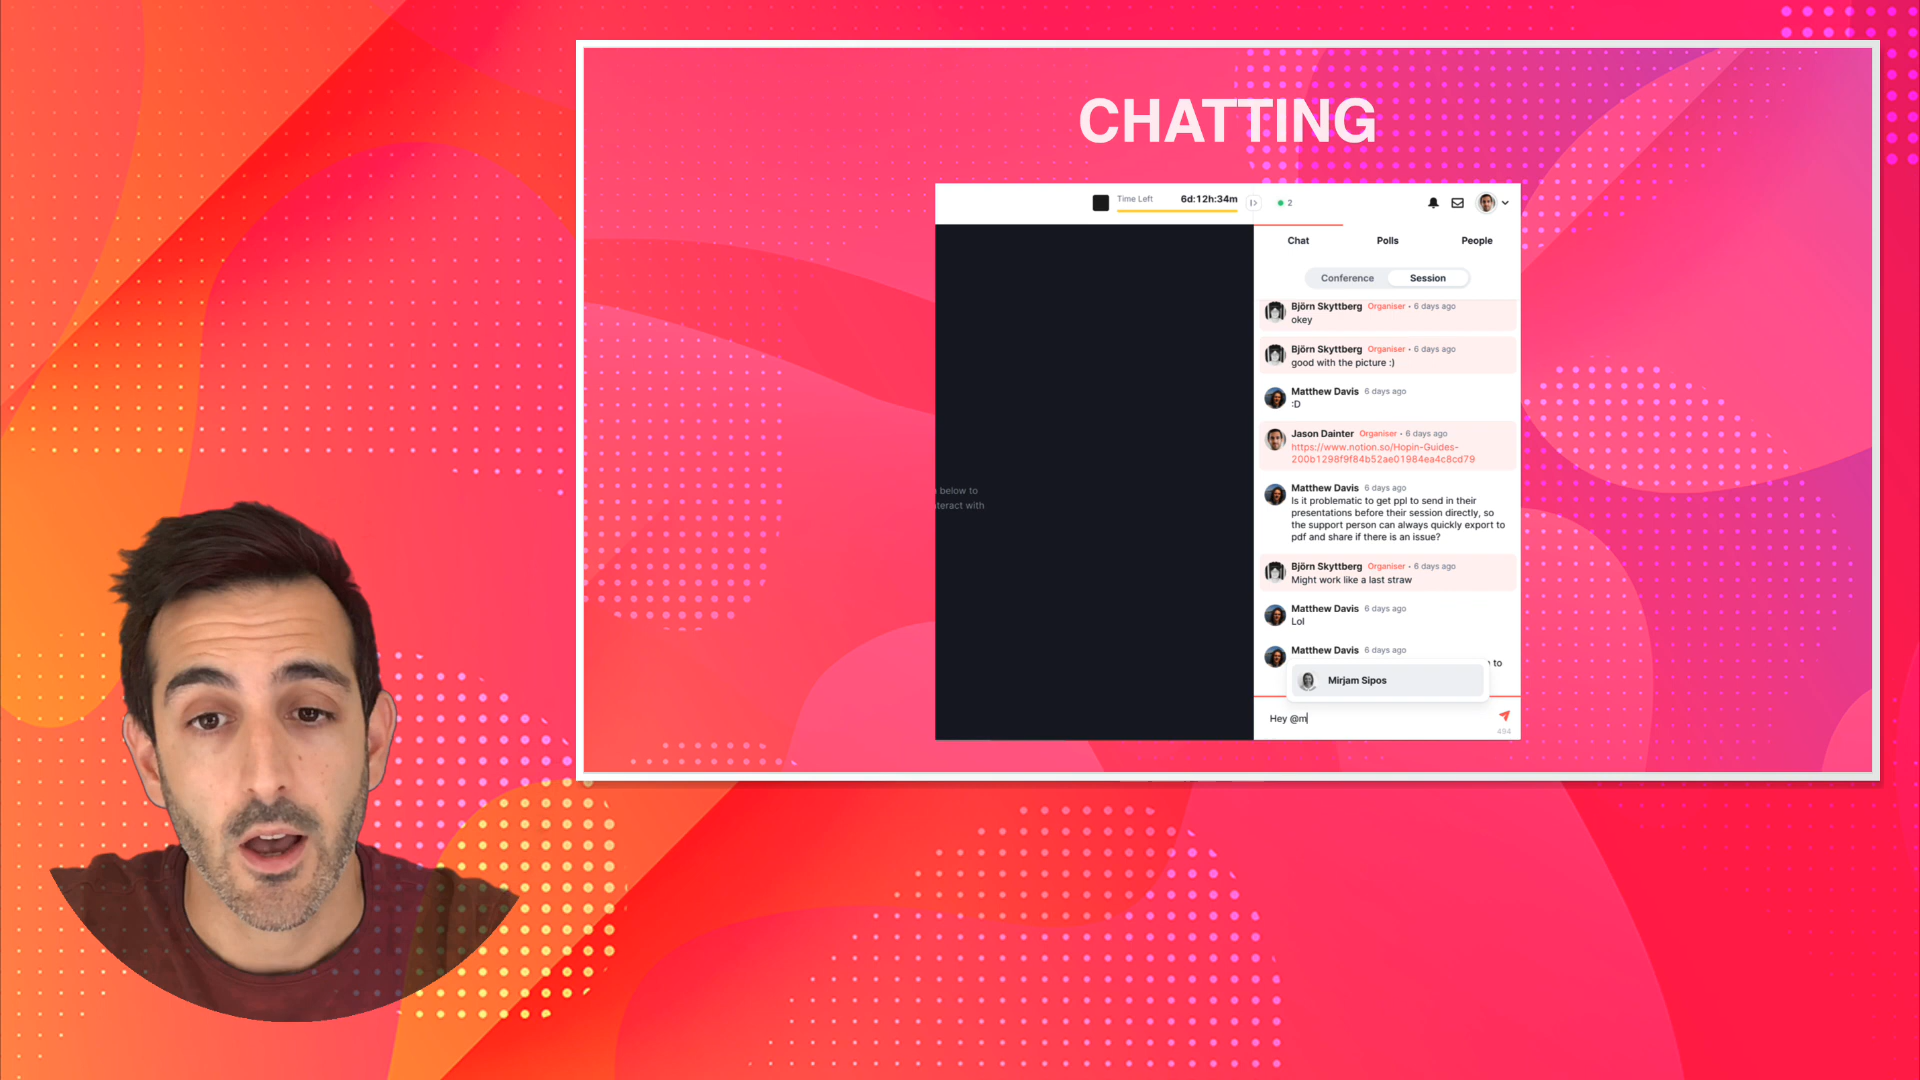 CHATTING
Time Left 6d:12h:34m 2
Chat Polls People
Conference Session
Björn Skyttberg Organiser • 6 days ago
okey
Björn Skyttberg Organiser • 6 days ago
good with the picture :)
Matthew Davis 6 days ago
:D
Jason Dainter Organiser • 6 days ago
https://www.notion.so/Hopin-Guides-
200b1298f9f84b52ae01984ea4c8cd79
below to
teract with
Matthew Davis 6 days ago
Is it problematic to get ppl to send in their
presentations before their session directly, so
the support person can always quickly export to
pdf and share if there is an issue?
Björn Skyttberg Organiser • 6 days ago
Might work like a last straw
Matthew Davis 6 days ago
Lol
Matthew Davis 6 days ago
to
Mirjam Sipos
Hey @m
494